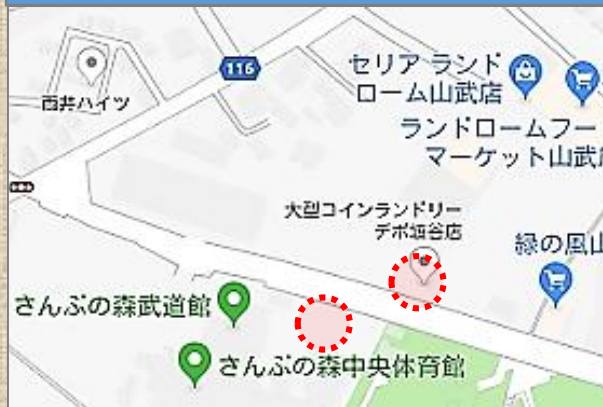 116
セリア ランド
ローム山武店
西井ハイツ
ランドロームフー
マーケット山武
大型コインランドリー
デポ埴谷店
緑の風山
さんぶの森武道館
さんぶの森中央体育館